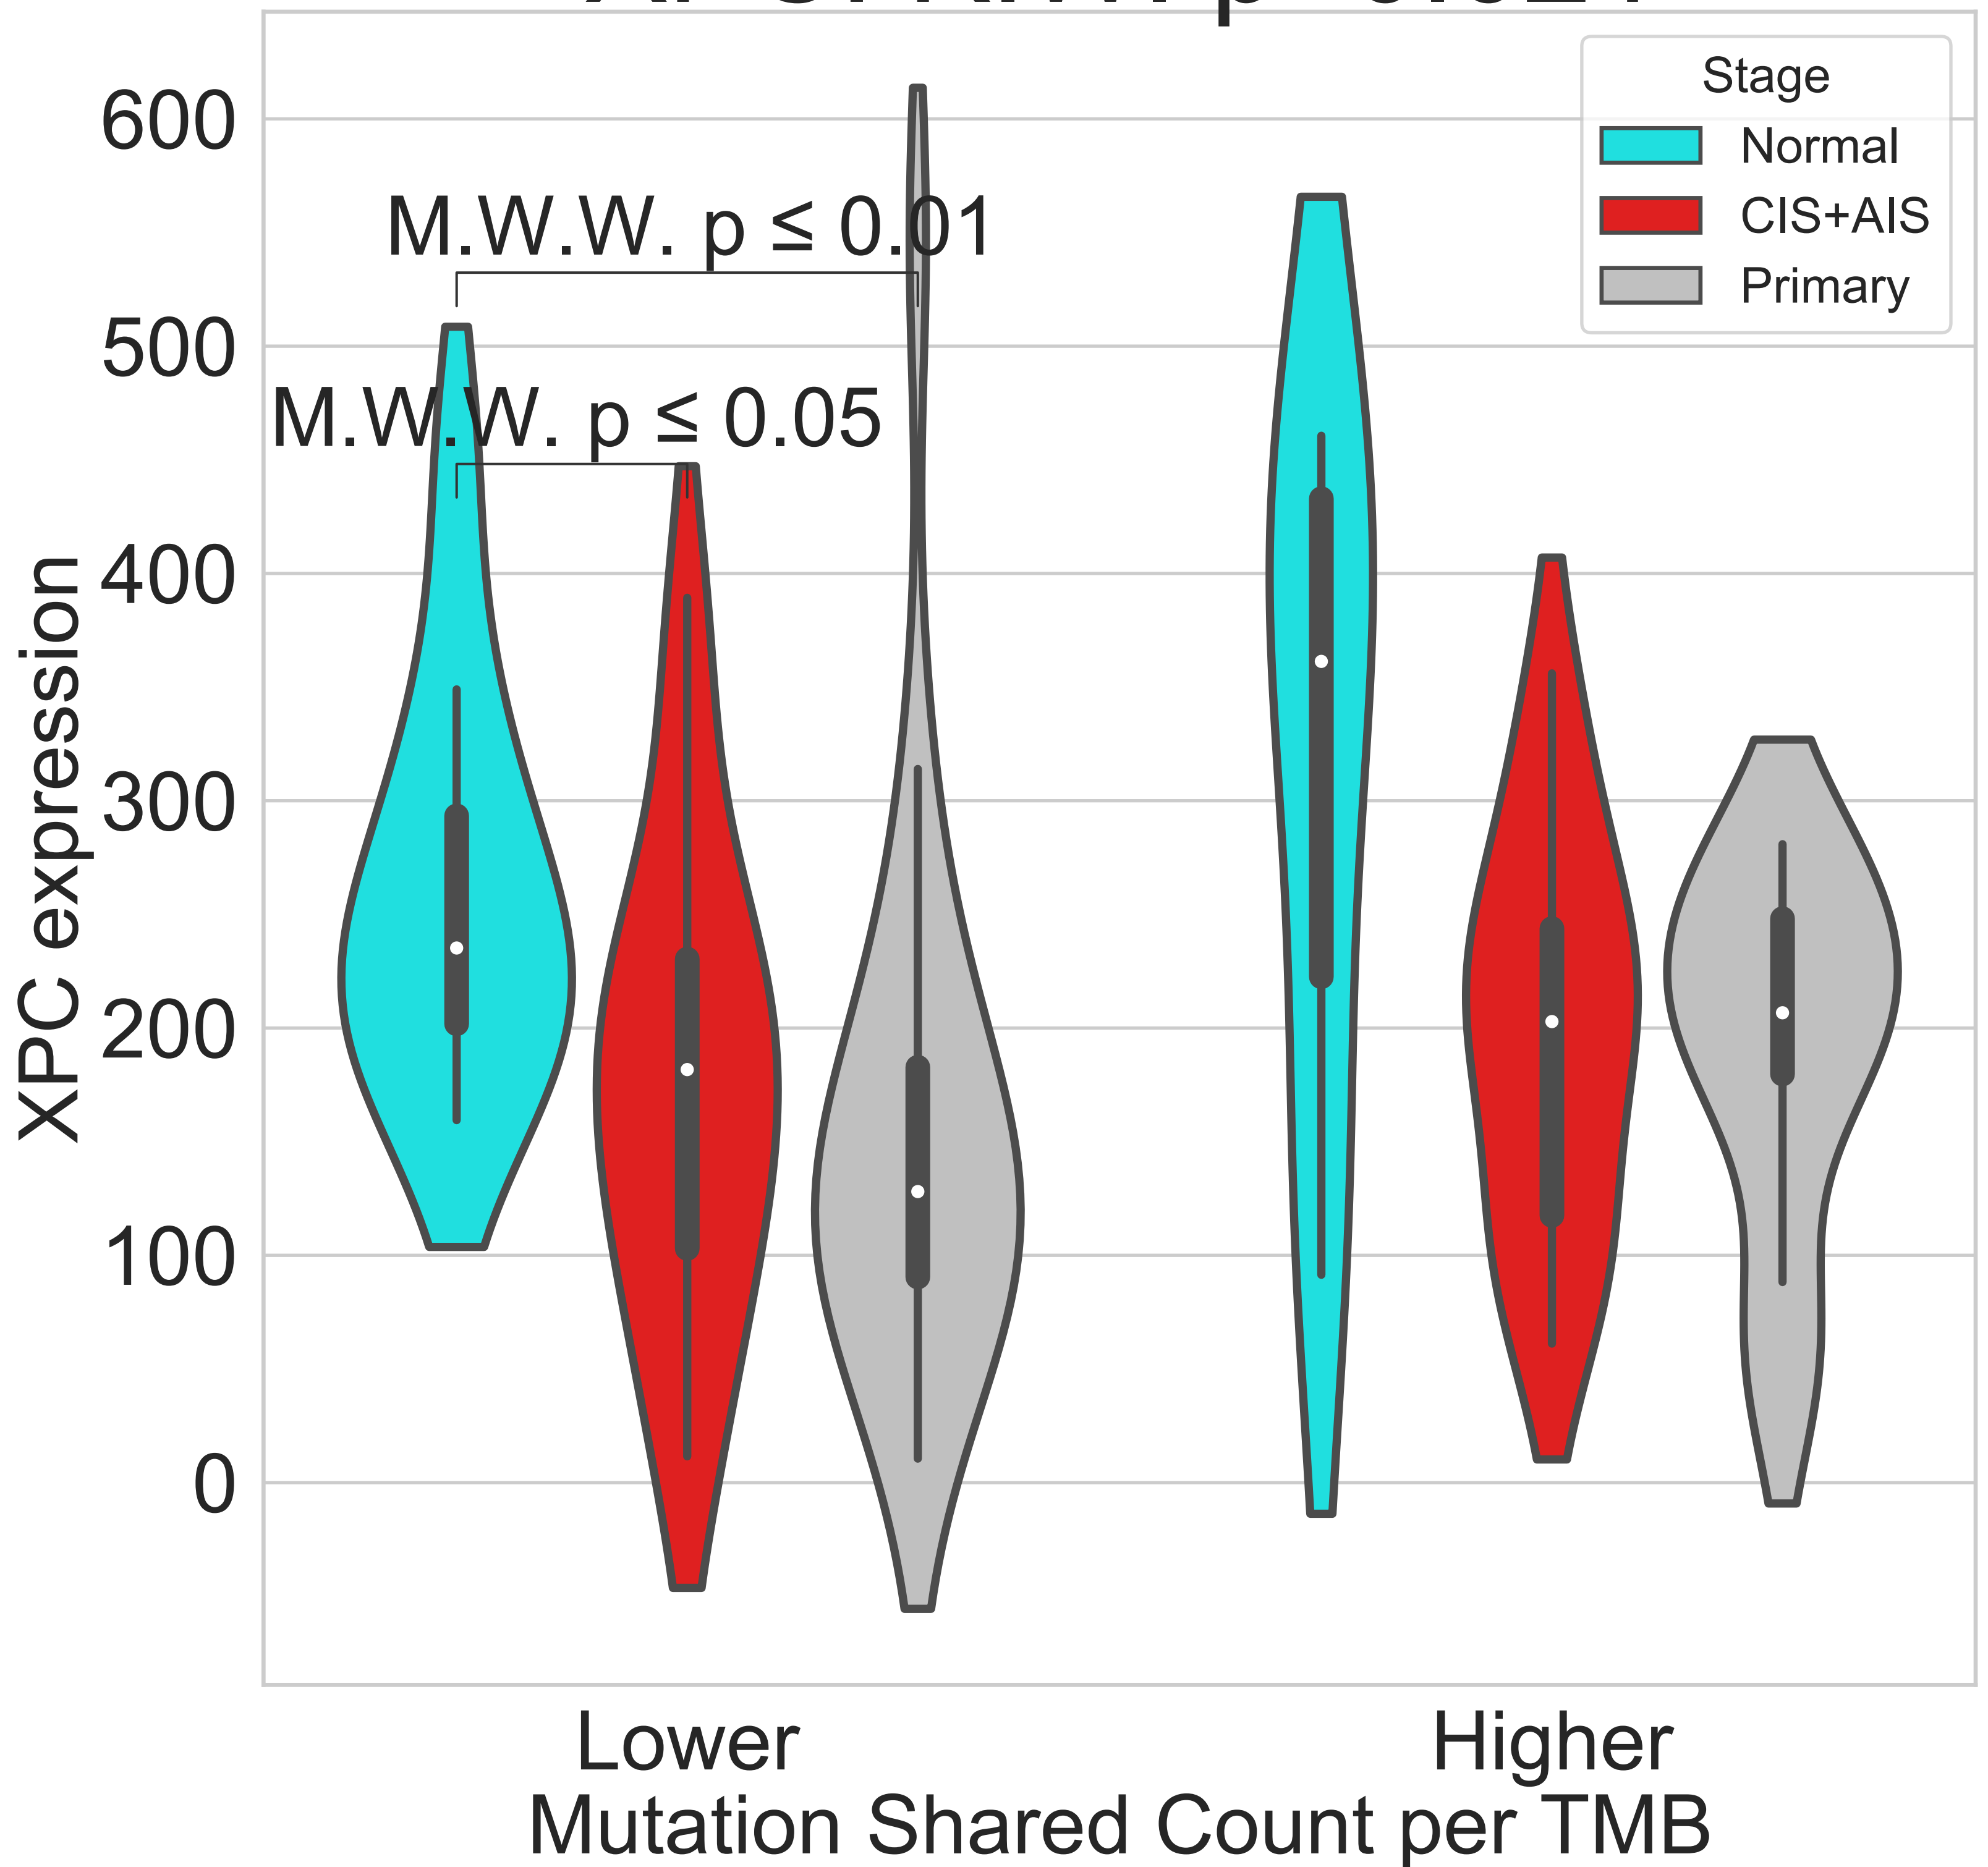 Stage
Normal
CIS+AIS
Primary
M.W.W. p ≤ 0.01
M.W.W. p ≤ 0.05
600
500
400
300
200
100
0
XPC expression
Lower
Higher
Mutation Shared Count per TMB